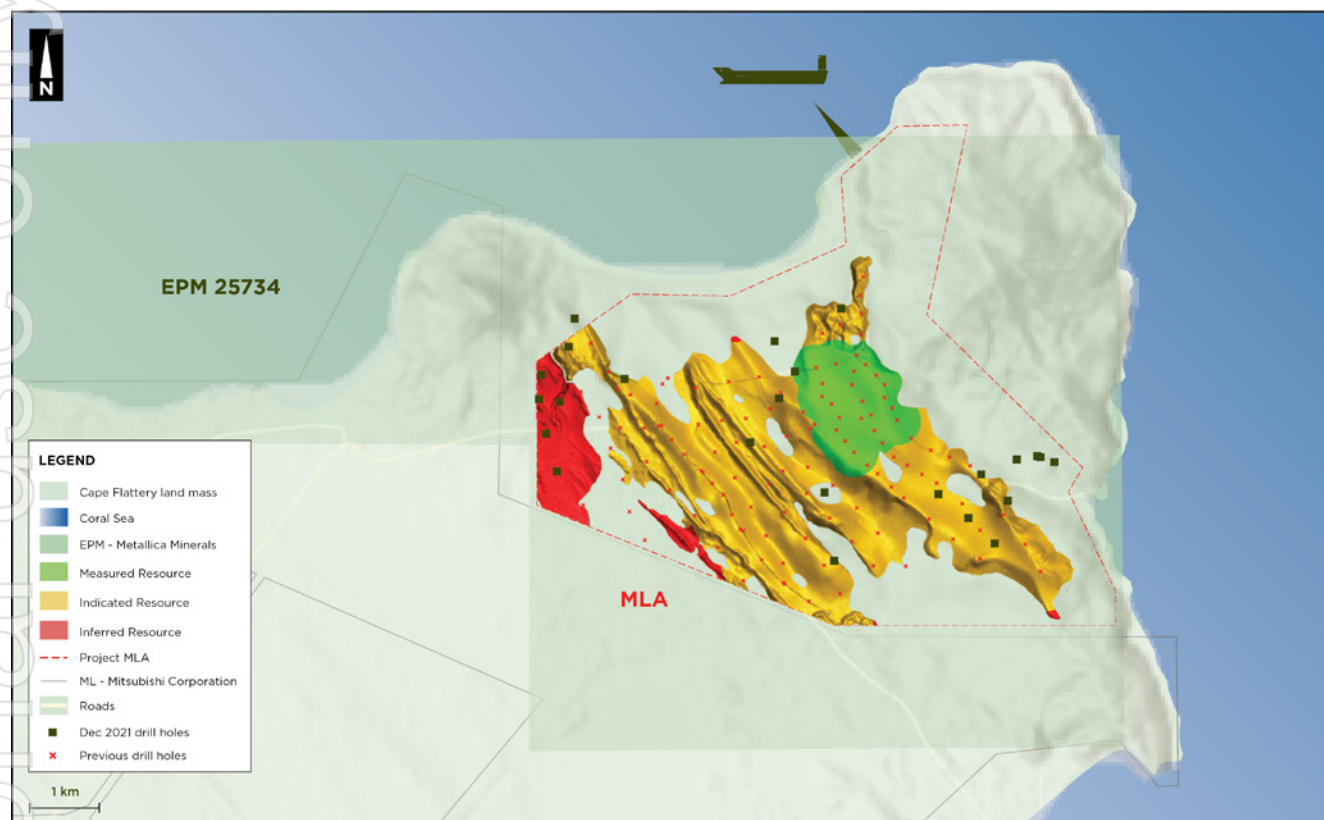 N
EPM 25734
MLA
LEGEND
Cape Flattery land mass
Coral Sea
EPM - Metallica Minerals
Measured Resource
Indicated Resource
Inferred Resource
Project MLA
ML - Mitsubishi Corporation
Roads
Dec 2021 drill holes
Previous drill holes
1 km